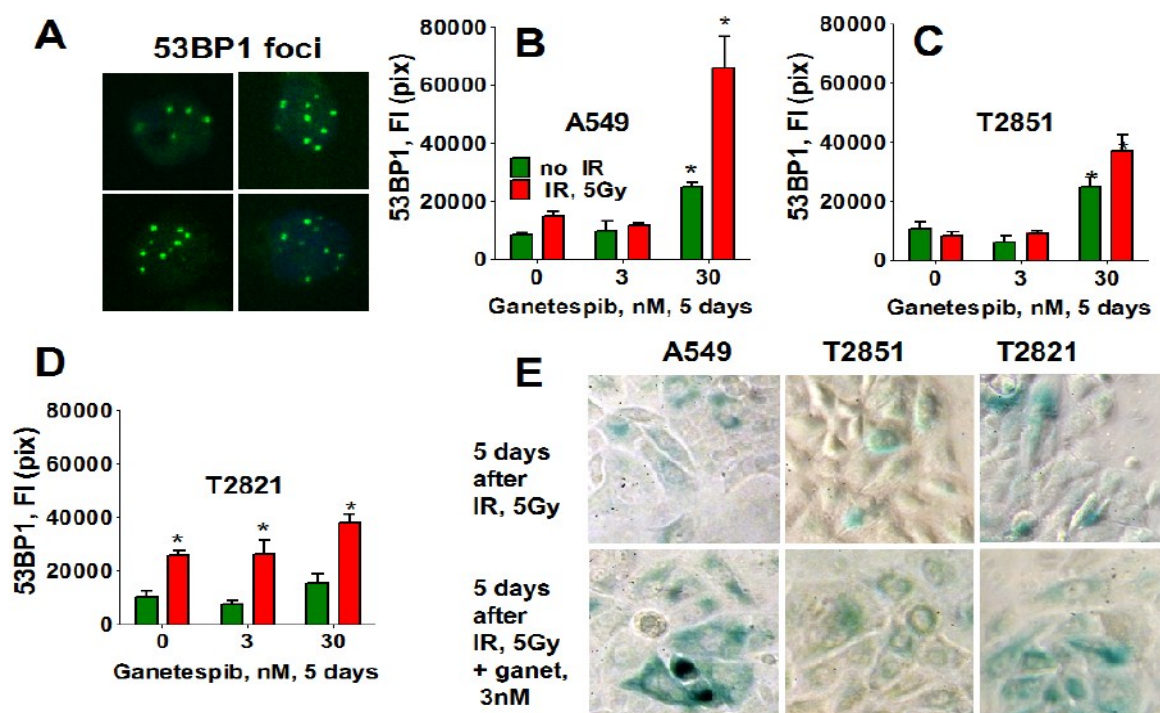 A
53BP1 foci
B
80000
60000
40000
20000
0
53BP1, FI (pix)
A549
no IR
IR, 5Gy
*
*
0 3 30
Ganetespib, nM, 5 days
C
80000
60000
40000
20000
0
53BP1, FI (pix)
T2851
*
*
0 3 30
Ganetespib, nM, 5 days
D
80000
60000
40000
20000
0
53BP1, FI (pix)
T2821
*
*
*
0 3 30
Ganetespib, nM, 5 days
E
A549 T2851 T2821
5 days
after
IR, 5Gy
5 days
after
IR, 5Gy
+ ganet,
3nM